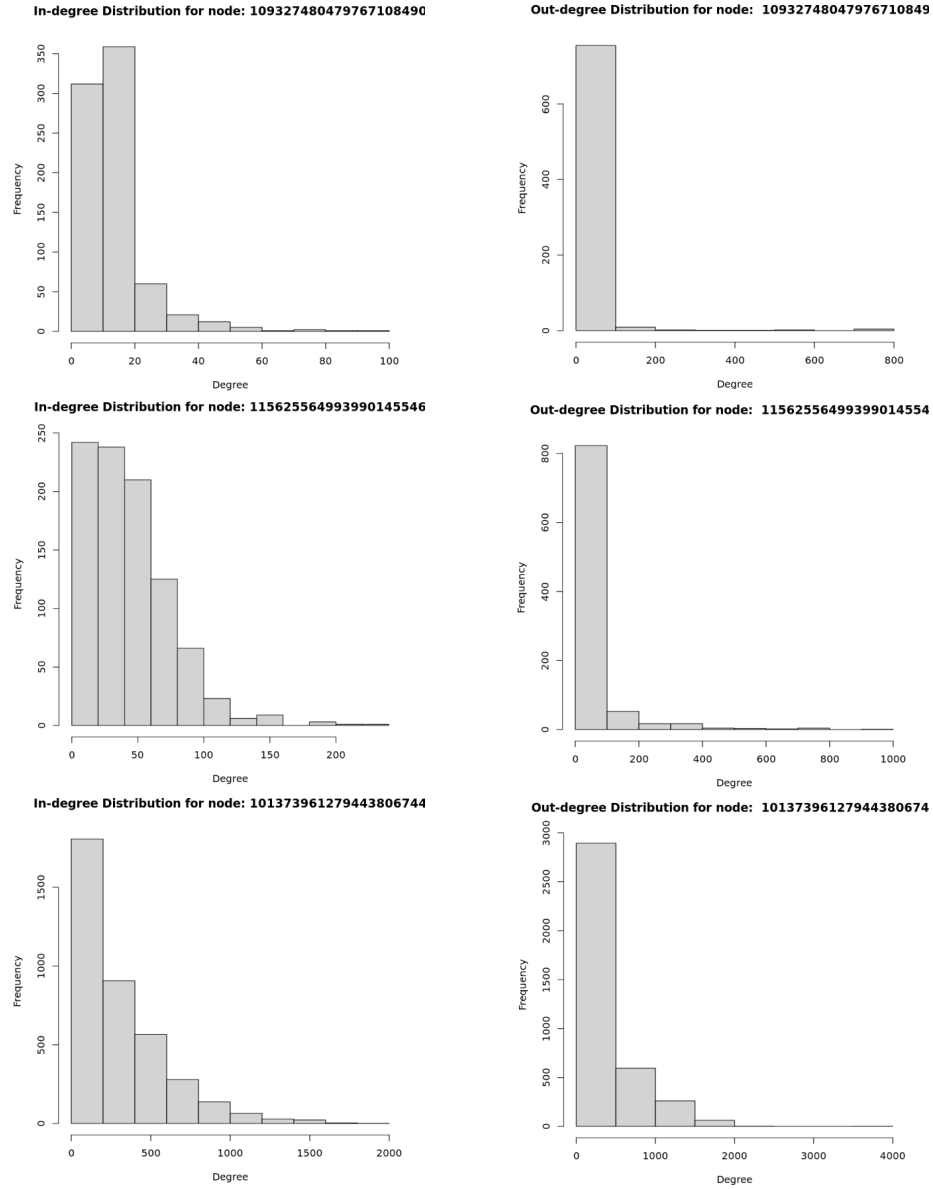 In-degree Distribution for node: 109327480479767108490
Frequency
0
50
100
150
200
250
300
350
0 20 40 60 80 100
Degree
Out-degree Distribution for node: 10932748047976710849
Frequency
0
200
400
600
0 200 400 600 800
Degree
In-degree Distribution for node: 115625564993990145546
Frequency
0
50
100
150
200
250
0 50 100 150 200
Degree
Out-degree Distribution for node: 11562556499399014554
Frequency
0
200
400
600
800
0 200 400 600 800 1000
Degree
In-degree Distribution for node: 101373961279443806744
Frequency
0
500
1000
1500
0 500 1000 1500 2000
Degree
Out-degree Distribution for node: 10137396127944380674
Frequency
0
500
1000
1500
2000
2500
3000
0 1000 2000 3000 4000
Degree